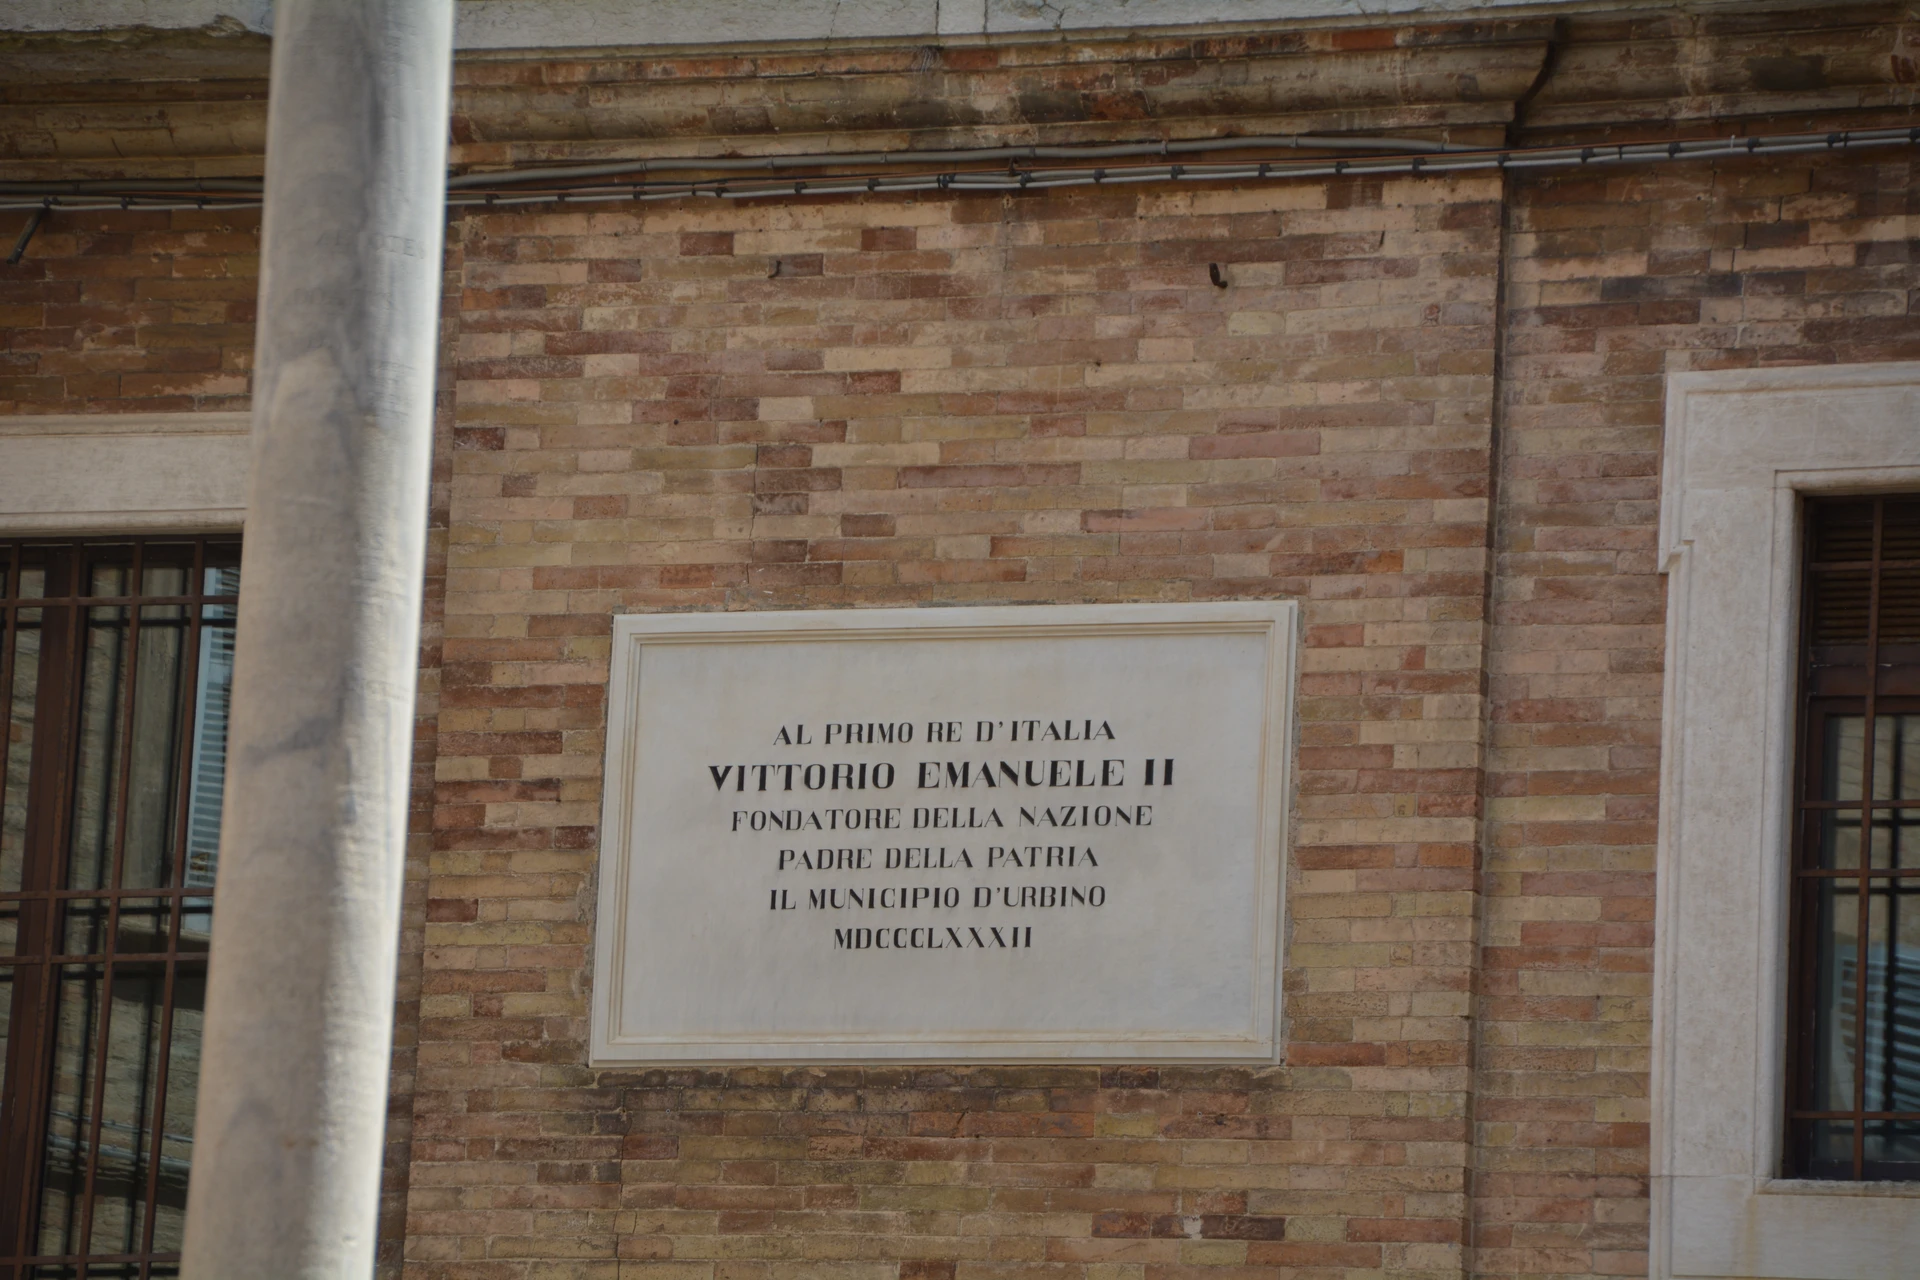 AL PRIMO RE D'ITALIA
VITTORIO EMANUELE II
FONDATORE DELLA NAZIONE
PADRE DELLA PATRIA
IL MUNICIPIO D'URBINO
MDCCCLXXXII